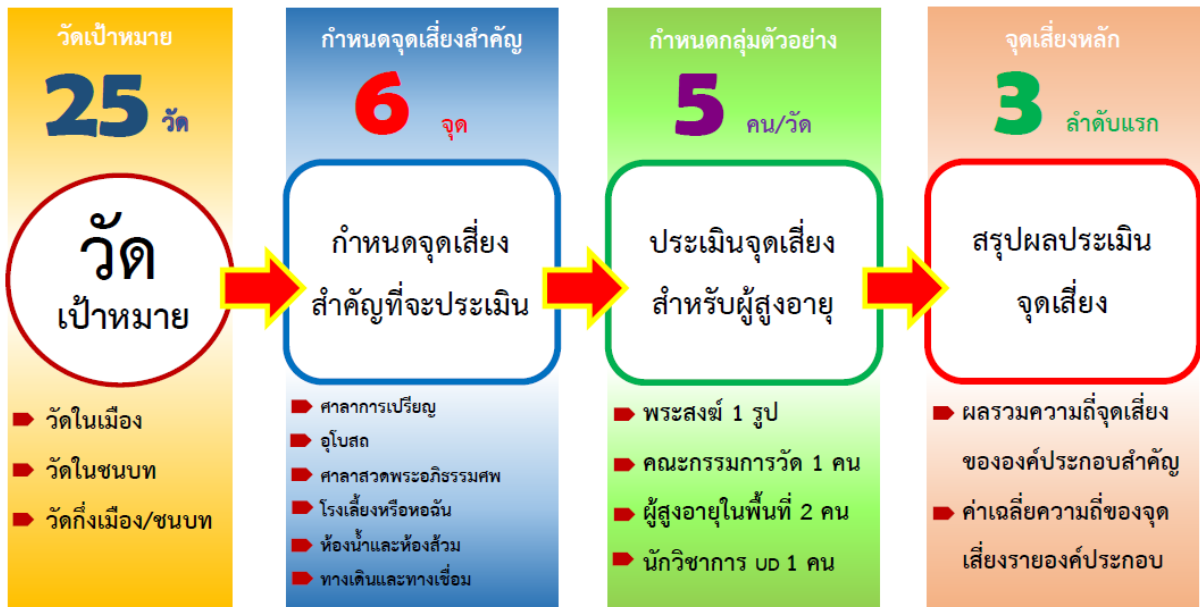 วัดเป้าหมาย
25 วัด
วัด
เป้าหมาย
วัดในเมือง
วัดในชนบท
วัดกึ่งเมือง/ชนบท
กำหนดจุดเสี่ยงสำคัญ
6 จุด
กำหนดจุดเสี่ยง
สำคัญที่จะประเมิน
ศาลาการเปรียญ
อุโบสถ
ศาลาสวดพระอภิธรรมศพ
โรงเลี้ยงหรือหอฉัน
ห้องน้ำและห้องส้วม
ทางเดินและทางเชื่อม
กำหนดกลุ่มตัวอย่าง
5 คน/วัด
ประเมินจุดเสี่ยง
สำหรับผู้สูงอายุ
พระสงฆ์ 1 รูป
คณะกรรมการวัด 1 คน
ผู้สูงอายุในพื้นที่ 2 คน
นักวิชาการ UD 1 คน
จุดเสี่ยงหลัก
3 ลำดับแรก
สรุปผลประเมิน
จุดเสี่ยง
ผลรวมความถี่จุดเสี่ยง
ขององค์ประกอบสำคัญ
ค่าเฉลี่ยความถี่ของจุด
เสี่ยงรายองค์ประกอบ